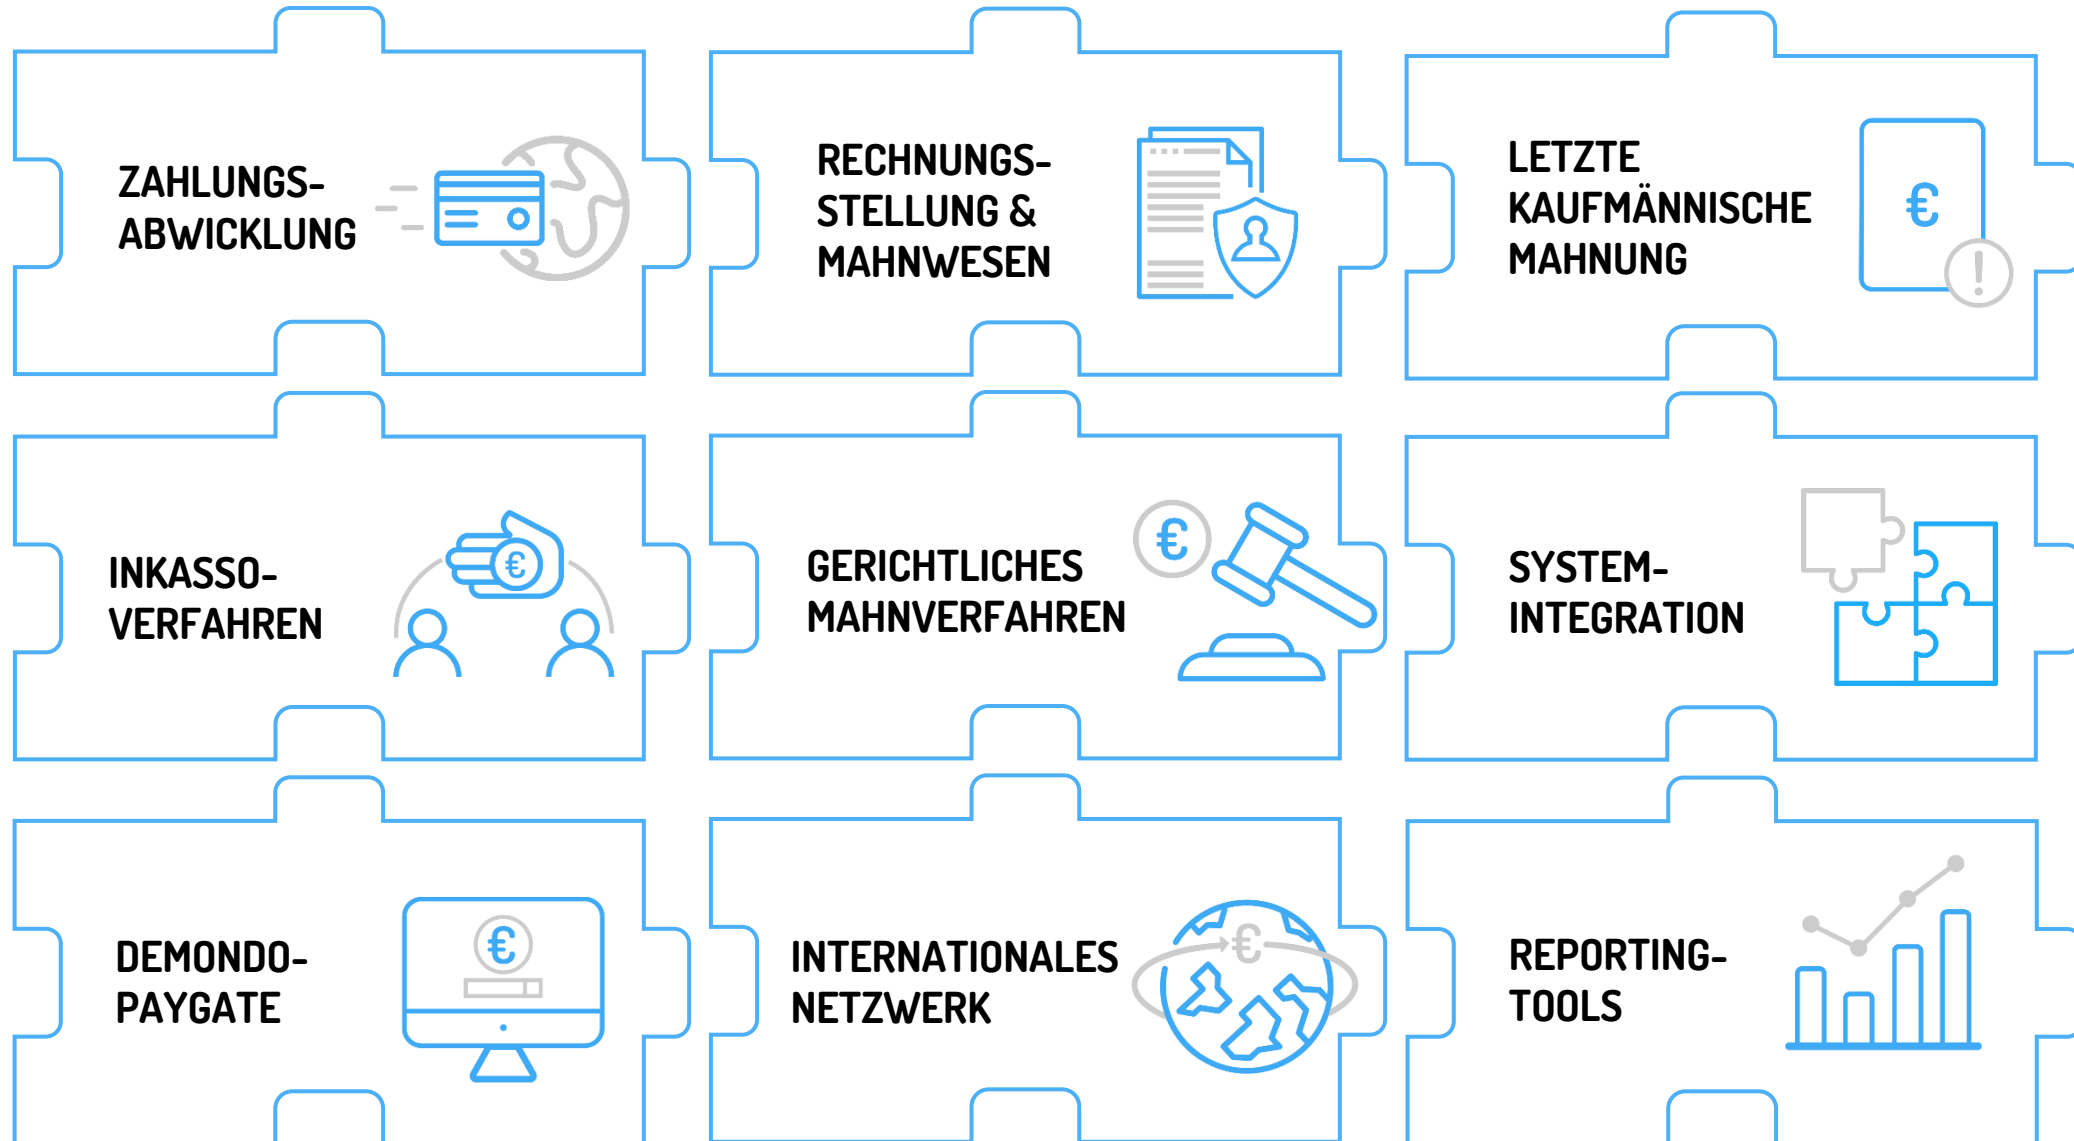 ZAHLUNGS-
ABWICKLUNG
RECHNUNGS-
STELLUNG &
MAHNWESEN
LETZTE
KAUFMÄNNISCHE
MAHNUNG
€
!
INKASSO-
VERFAHREN
€
GERICHTLICHES
MAHNVERFAHREN
€
SYSTEM-
INTEGRATION
DEMONDO-
PAYGATE
€
INTERNATIONALES
NETZWERK
€
REPORTING-
TOOLS